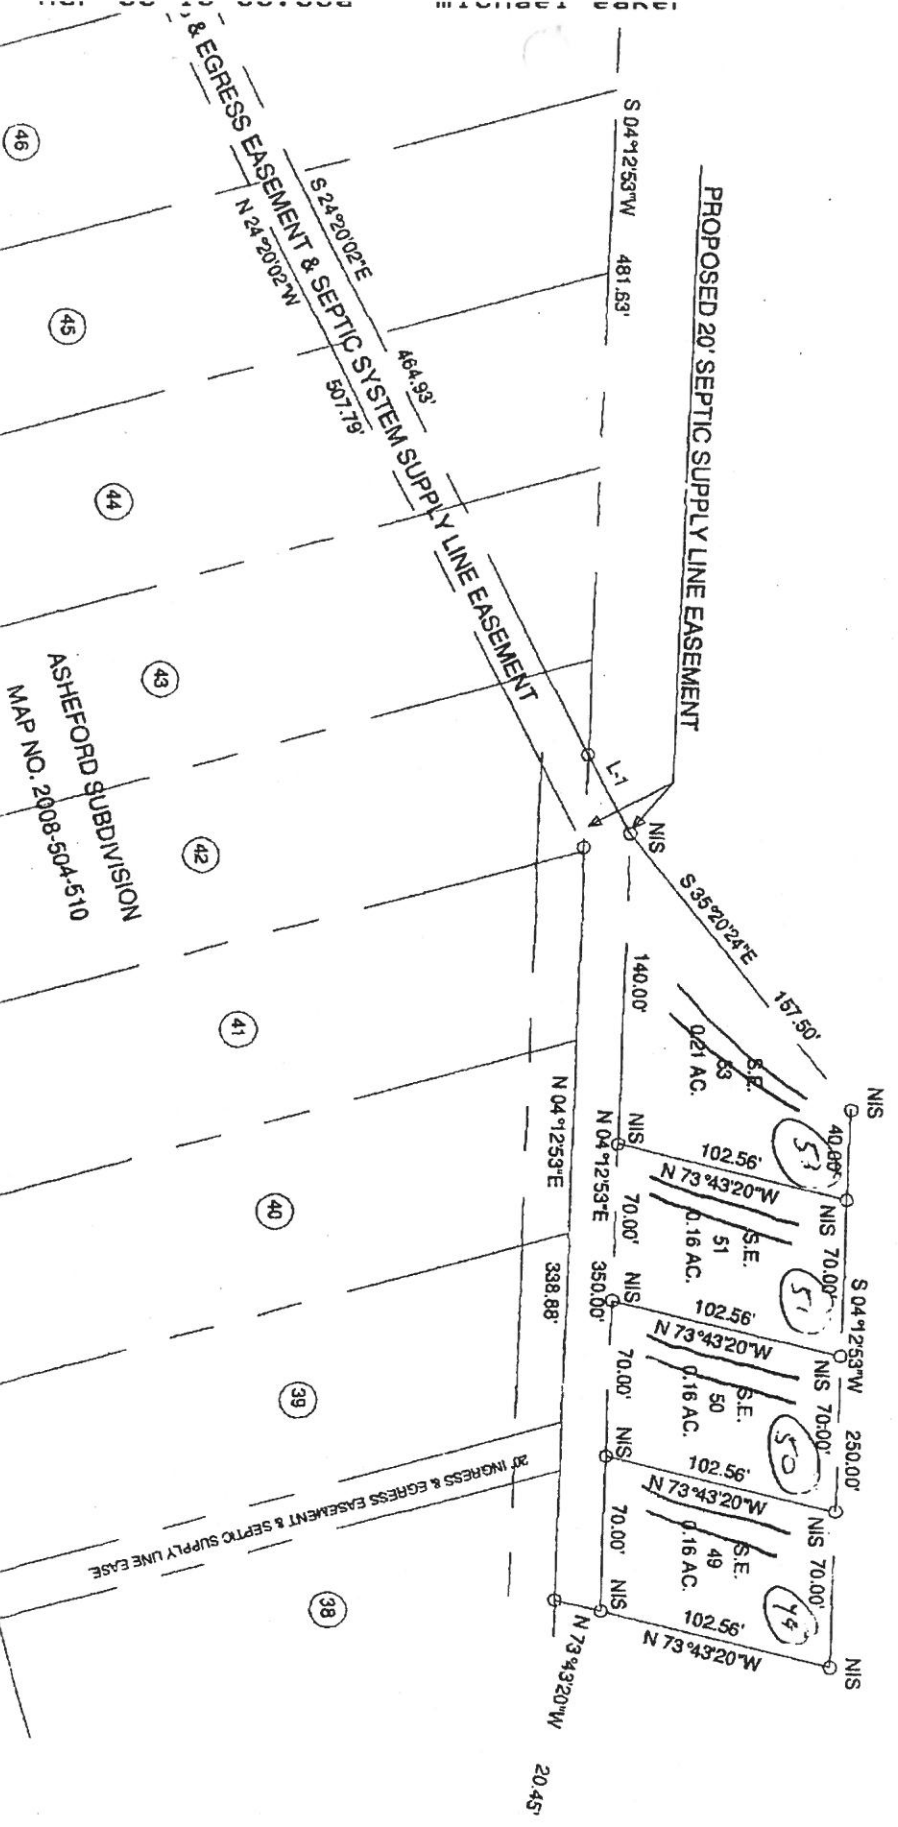 michael eaker
, & EGRESS EASEMENT & SEPTIC SYSTEM SUPPLY LINE EASEMENT
S 24°20'02"E
464.93'
N 24°20'02"W
507.79'
S 04°12'53"W
481.63'
PROPOSED 20' SEPTIC SUPPLY LINE EASEMENT
L-1
NIS
S 35°20'24"E
157.50'
NIS
40.00'
NIS
70.00'
S 04°12'53"W
250.00'
NIS
70.00'
NIS
70.00'
NIS
S.E.
53
0.21 AC.
53
102.56'
N 73°43'20"W
S.E.
51
0.16 AC.
51
102.56'
N 73°43'20"W
S.E.
50
0.16 AC.
50
102.56'
N 73°43'20"W
S.E.
49
0.16 AC.
49
102.56'
N 73°43'20"W
140.00'
NIS
N 04°12'53"E
70.00'
350.00'
NIS
70.00'
NIS
70.00'
NIS
N 04°12'53"E
338.88'
N 73°43'20"W
20.45'
46
45
44
43
42
41
40
39
38
ASHEFORD SUBDIVISION
MAP NO. 2008-504-510
20' INGRESS & EGRESS EASEMENT & SEPTIC SUPPLY LINE EASE